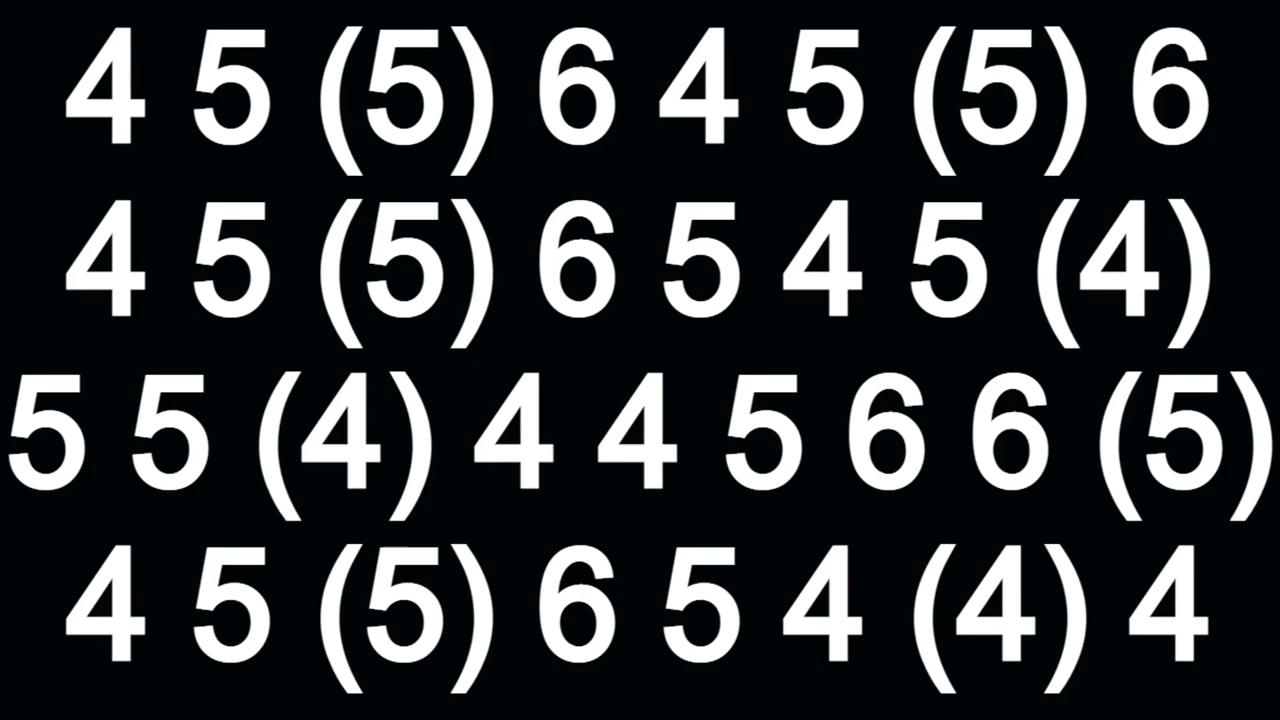 4 5 (5) 6 4 5 (5) 6
4 5 (5) 6 5 4 5 (4)
5 5 (4) 4 4 5 6 6 (5)
4 5 (5) 6 5 4 (4) 4